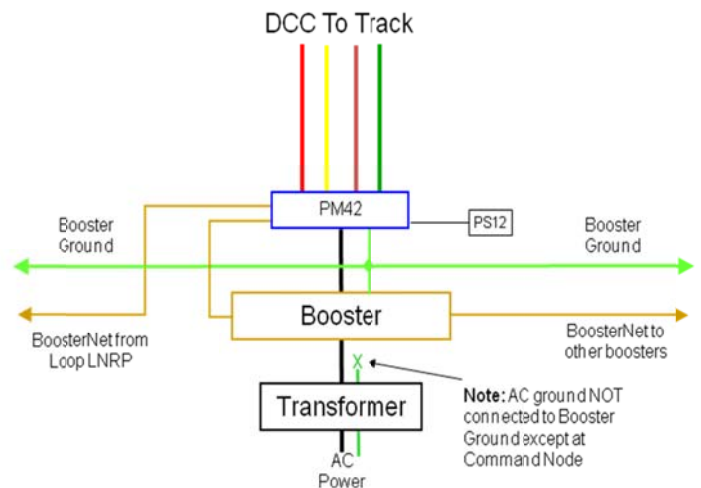 DCC To Track
PM42
PS12
Booster
Ground
Booster
Ground
Booster
BoosterNet from
Loop LNRP
BoosterNet to
other boosters
X
Transformer
Note: AC ground NOT
connected to Booster
Ground except at
Command Node
AC
Power